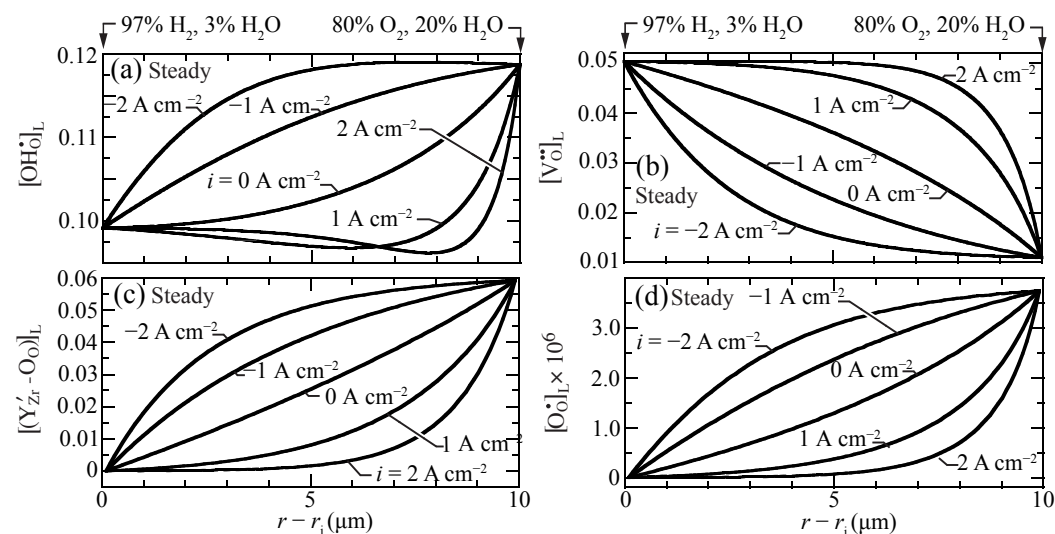 97% H₂, 3% H₂O
80% O₂, 20% H₂O
97% H₂, 3% H₂O
80% O₂, 20% H₂O
[OH•O]L
0.12
0.11
0.10
(a) Steady
−2 A cm⁻²
−1 A cm⁻²
2 A cm⁻²
i = 0 A cm⁻²
1 A cm⁻²
[V••O]L
0.05
0.04
0.03
0.02
0.01
2 A cm⁻²
1 A cm⁻²
(b)
Steady
−1 A cm⁻²
0 A cm⁻²
i = −2 A cm⁻²
[(Y′Zr -OO)]L
0.06
0.05
0.04
0.03
0.02
0.01
0
(c) Steady
−2 A cm⁻²
−1 A cm⁻²
0 A cm⁻²
1 A cm⁻²
i = 2 A cm⁻²
0
5
10
r − ri (μm)
[O•O]L × 10⁶
3.0
2.0
1.0
0
(d) Steady
−1 A cm⁻²
i = −2 A cm⁻²
0 A cm⁻²
1 A cm⁻²
2 A cm⁻²
0
5
10
r − ri (μm)